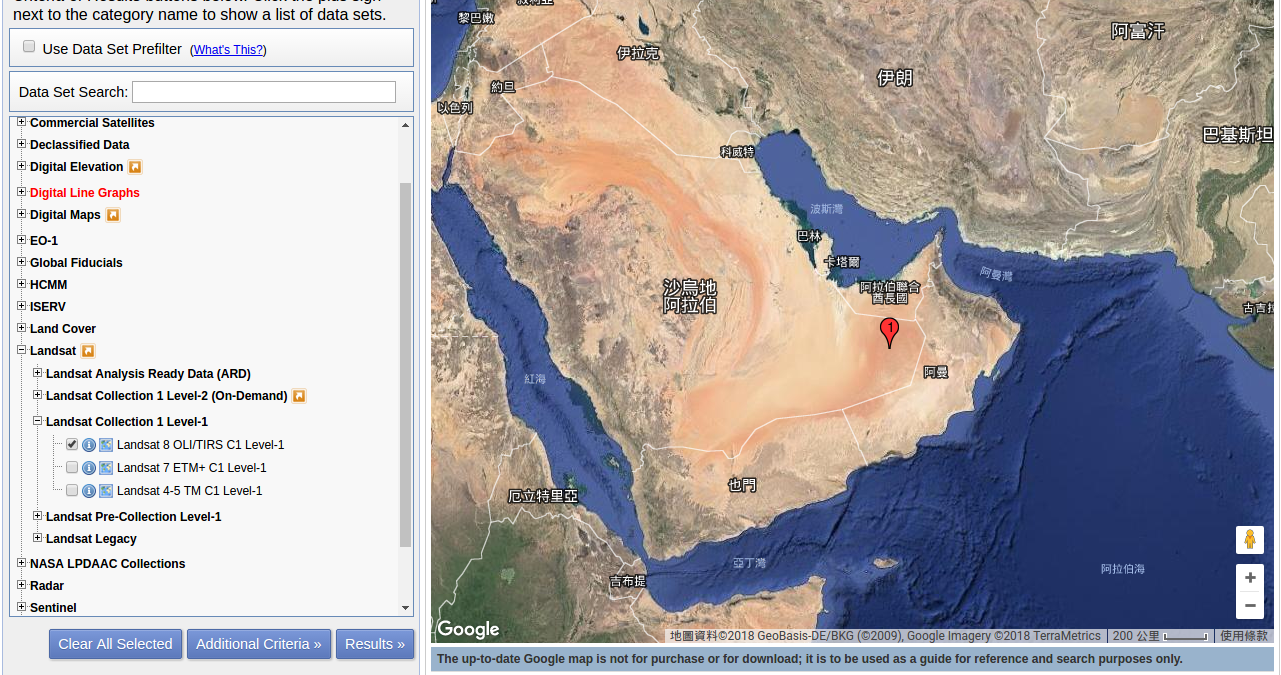 next to the category name to show a list of data sets.
Use Data Set Prefilter (What's This?)
Data Set Search:
Commercial Satellites
Declassified Data
Digital Elevation
Digital Line Graphs
Digital Maps
EO-1
Global Fiducials
HCMM
ISERV
Land Cover
Landsat
Landsat Analysis Ready Data (ARD)
Landsat Collection 1 Level-2 (On-Demand)
Landsat Collection 1 Level-1
Landsat 8 OLI/TIRS C1 Level-1
Landsat 7 ETM+ C1 Level-1
Landsat 4-5 TM C1 Level-1
Landsat Pre-Collection Level-1
Landsat Legacy
NASA LPDAAC Collections
Radar
Sentinel
Clear All Selected
Additional Criteria »
Results »
黎巴嫩
阿富汗
伊拉克
伊朗
約旦
以色列
巴基斯坦
科威特
波斯灣
巴林
卡塔爾
阿曼灣
沙烏地
阿拉伯
阿拉伯聯合
酋長國
1
阿曼
紅海
也門
厄立特里亞
亞丁灣
吉布提
阿拉伯海
Google
地圖資料©2018 GeoBasis-DE/BKG (©2009), Google Imagery ©2018 TerraMetrics
200 公里
使用條款
The up-to-date Google map is not for purchase or for download; it is to be used as a guide for reference and search purposes only.